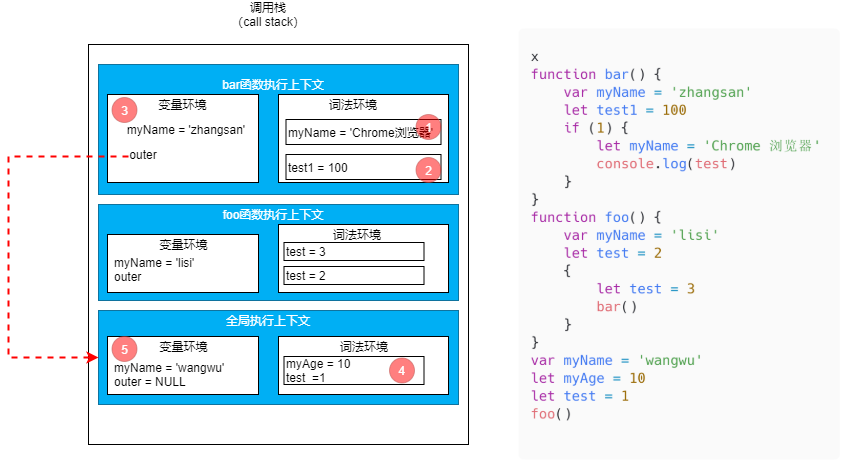 调用栈
(call stack)
bar函数执行上下文
变量环境
3
myName = 'zhangsan'
outer
词法环境
myName = 'Chrome浏览器'
1
test1 = 100
2
foo函数执行上下文
变量环境
myName = 'lisi'
outer
词法环境
test = 3
test = 2
全局执行上下文
变量环境
5
myName = 'wangwu'
outer = NULL
词法环境
myAge = 10
test =1
4
x
function bar() {
    var myName = 'zhangsan'
    let test1 = 100
    if (1) {
        let myName = 'Chrome 浏览器'
        console.log(test)
    }
}
function foo() {
    var myName = 'lisi'
    let test = 2
    {
        let test = 3
        bar()
    }
}
var myName = 'wangwu'
let myAge = 10
let test = 1
foo()